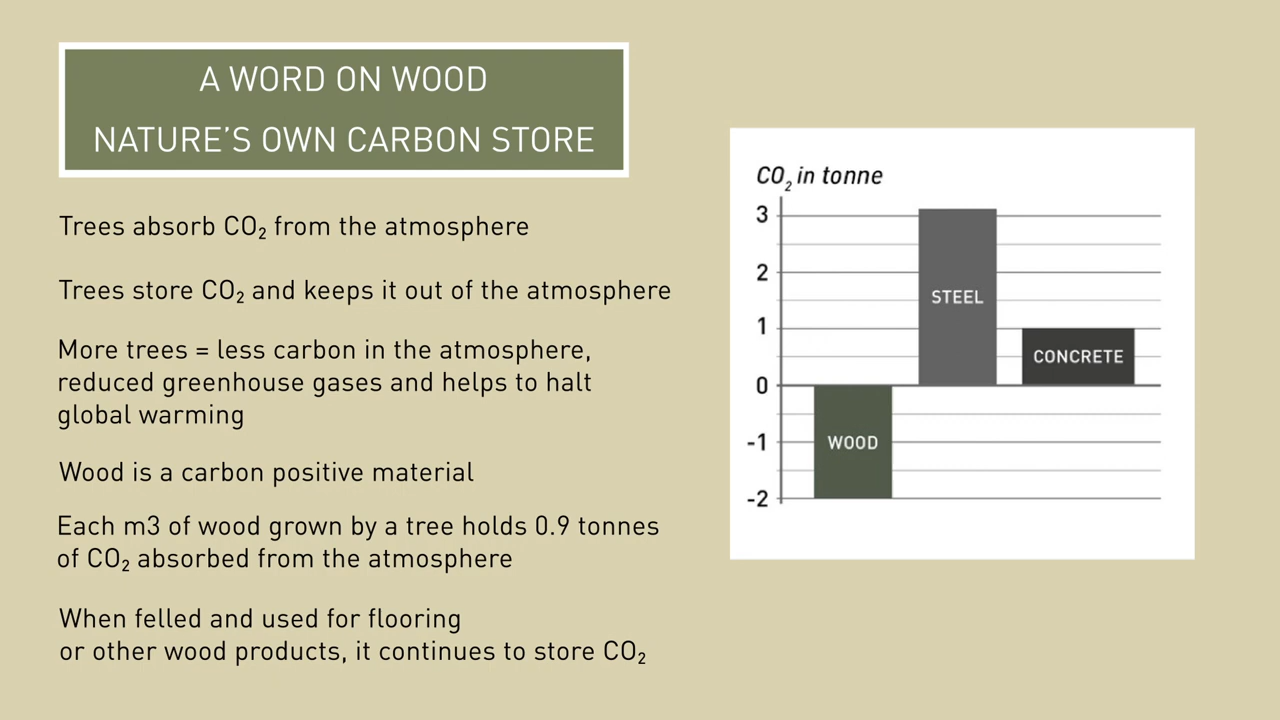 A WORD ON WOOD
NATURE'S OWN CARBON STORE
Trees absorb CO₂ from the atmosphere
Trees store CO₂ and keeps it out of the atmosphere
More trees = less carbon in the atmosphere,
reduced greenhouse gases and helps to halt
global warming
Wood is a carbon positive material
Each m3 of wood grown by a tree holds 0.9 tonnes
of CO₂ absorbed from the atmosphere
When felled and used for flooring
or other wood products, it continues to store CO₂
CO₂ in tonne
3
2
1
0
-1
-2
STEEL
CONCRETE
WOOD